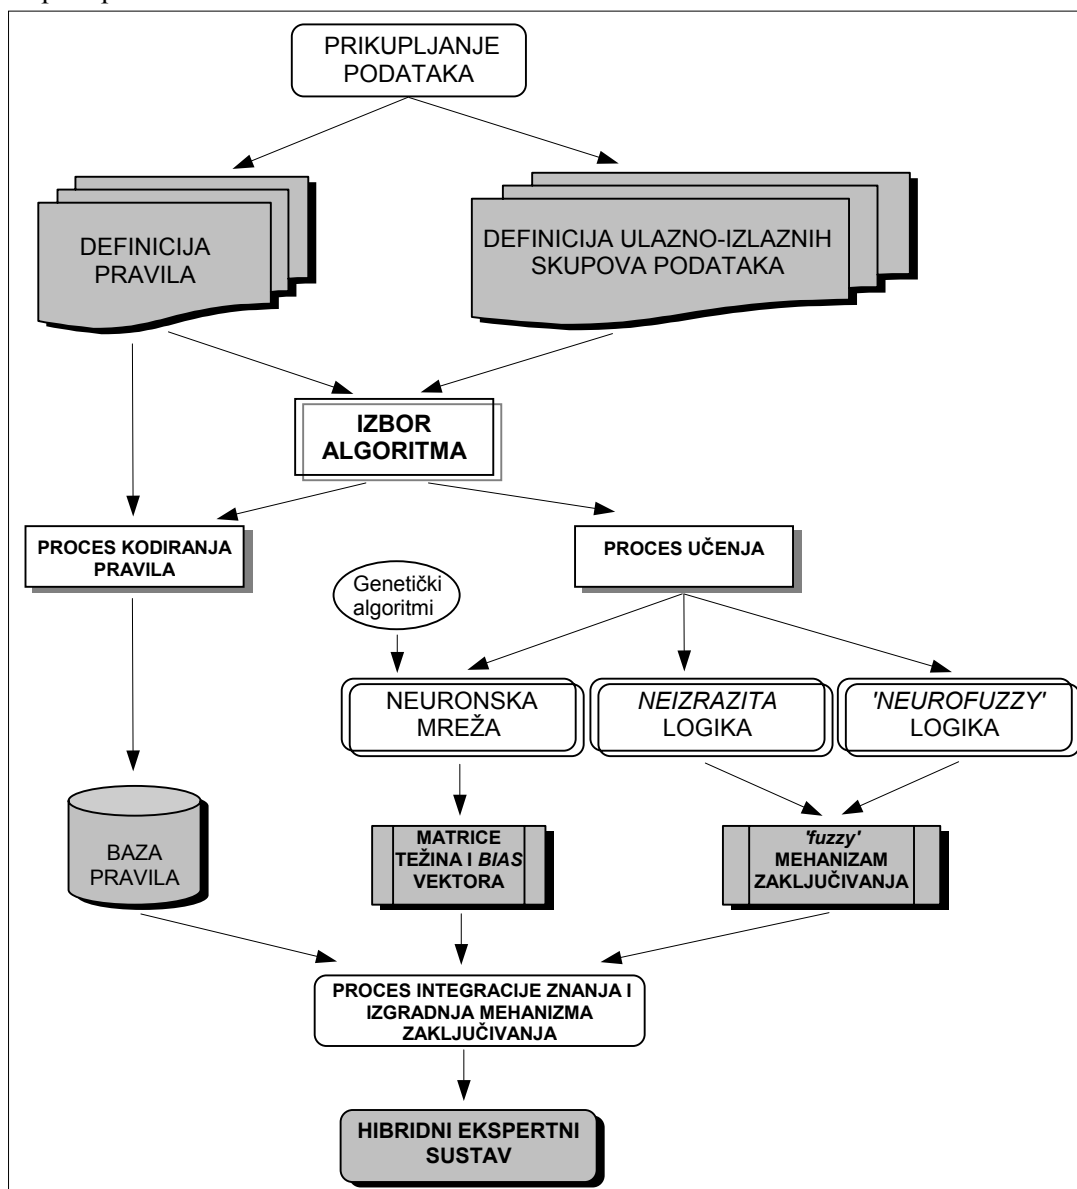 PRIKUPLJANJE
PODATAKA
DEFINICIJA
PRAVILA
DEFINICIJA ULAZNO-IZLAZNIH
SKUPOVA PODATAKA
IZBOR
ALGORITMA
PROCES KODIRANJA
PRAVILA
PROCES UČENJA
Genetički
algoritmi
NEURONSKA
MREŽA
NEIZRAZITA
LOGIKA
'NEUROFUZZY'
LOGIKA
BAZA
PRAVILA
MATRICE
TEŽINA I BIAS
VEKTORA
'fuzzy'
MEHANIZAM
ZAKLJUČIVANJA
PROCES INTEGRACIJE ZNANJA I
IZGRADNJA MEHANIZMA
ZAKLJUČIVANJA
HIBRIDNI EKSPERTNI
SUSTAV